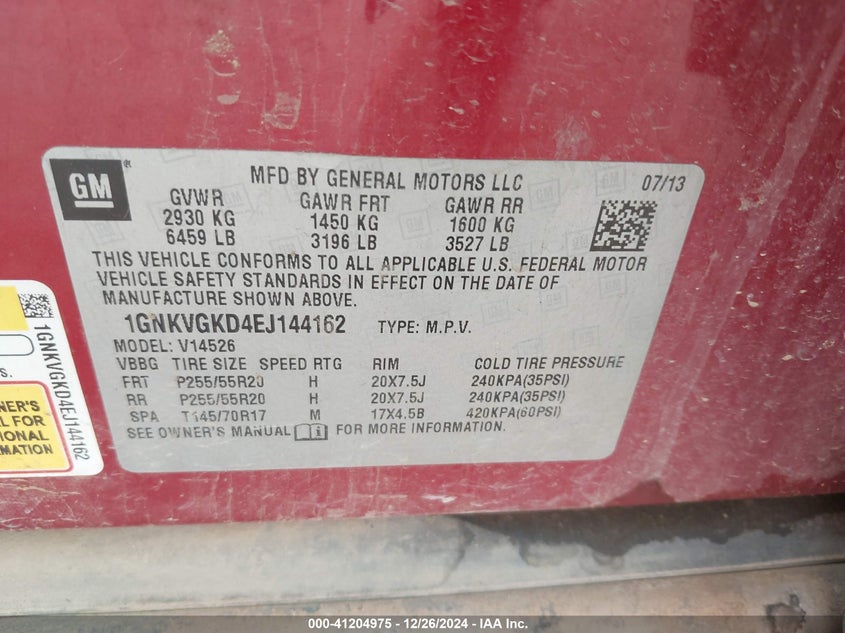 GM
MFD BY GENERAL MOTORS LLC 07/13
GVWR GAWR FRT GAWR RR
2930 KG 1450 KG 1600 KG
6459 LB 3196 LB 3527 LB
THIS VEHICLE CONFORMS TO ALL APPLICABLE U.S. FEDERAL MOTOR
VEHICLE SAFETY STANDARDS IN EFFECT ON THE DATE OF
MANUFACTURE SHOWN ABOVE.
1GNKVGKD4EJ144162 TYPE: M.P.V.
MODEL: V14526
VBBG TIRE SIZE SPEED RTG RIM COLD TIRE PRESSURE
FRT P255/55R20 H 20X7.5J 240KPA(35PSI)
RR P255/55R20 H 20X7.5J 240KPA(35PSI)
SPA T145/70R17 M 17X4.5B 420KPA(60PSI)
SEE OWNER'S MANUAL FOR MORE INFORMATION.
1GNKVGKD4EJ144162
S.
NER'S
L FOR
IONAL
MATION
000-41204975 - 12/26/2024 - IAA Inc.